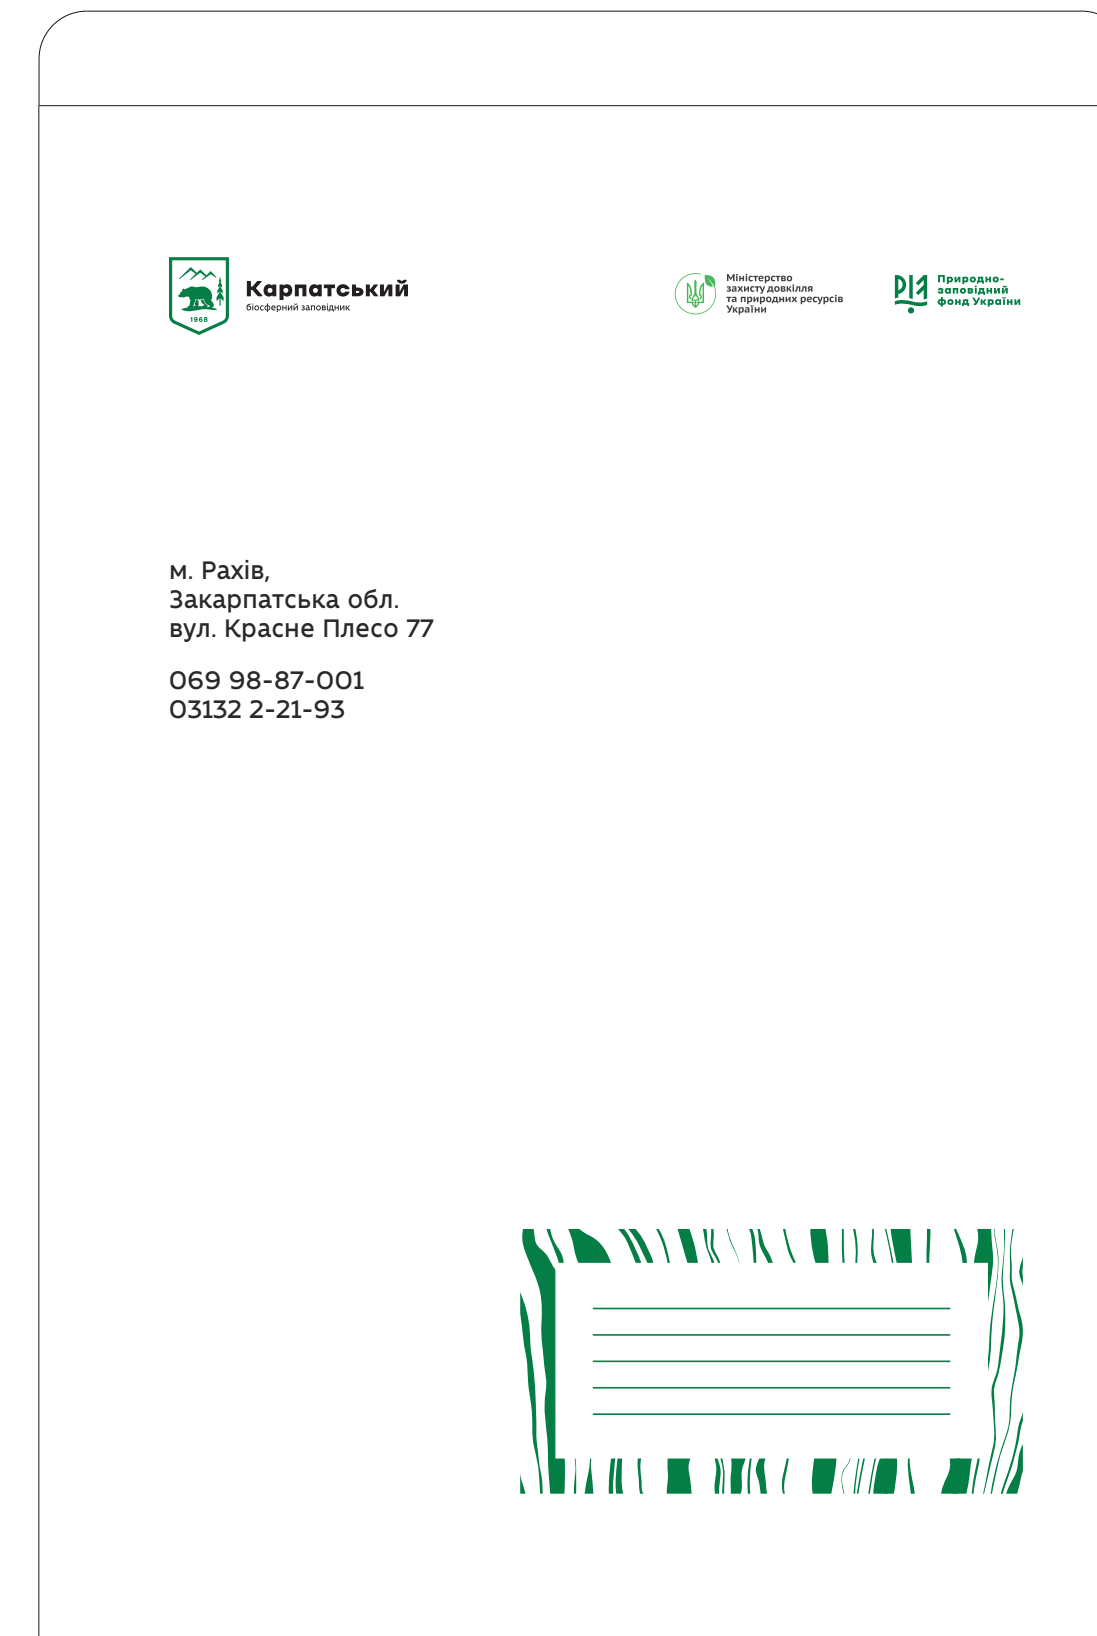 Карпатський
біосферний заповідник
1968
Міністерство
захисту довкілля
та природних ресурсів
України
Природно-
заповідний
фонд України
м. Рахів,
Закарпатська обл.
вул. Красне Плесо 77
069 98-87-001
03132 2-21-93